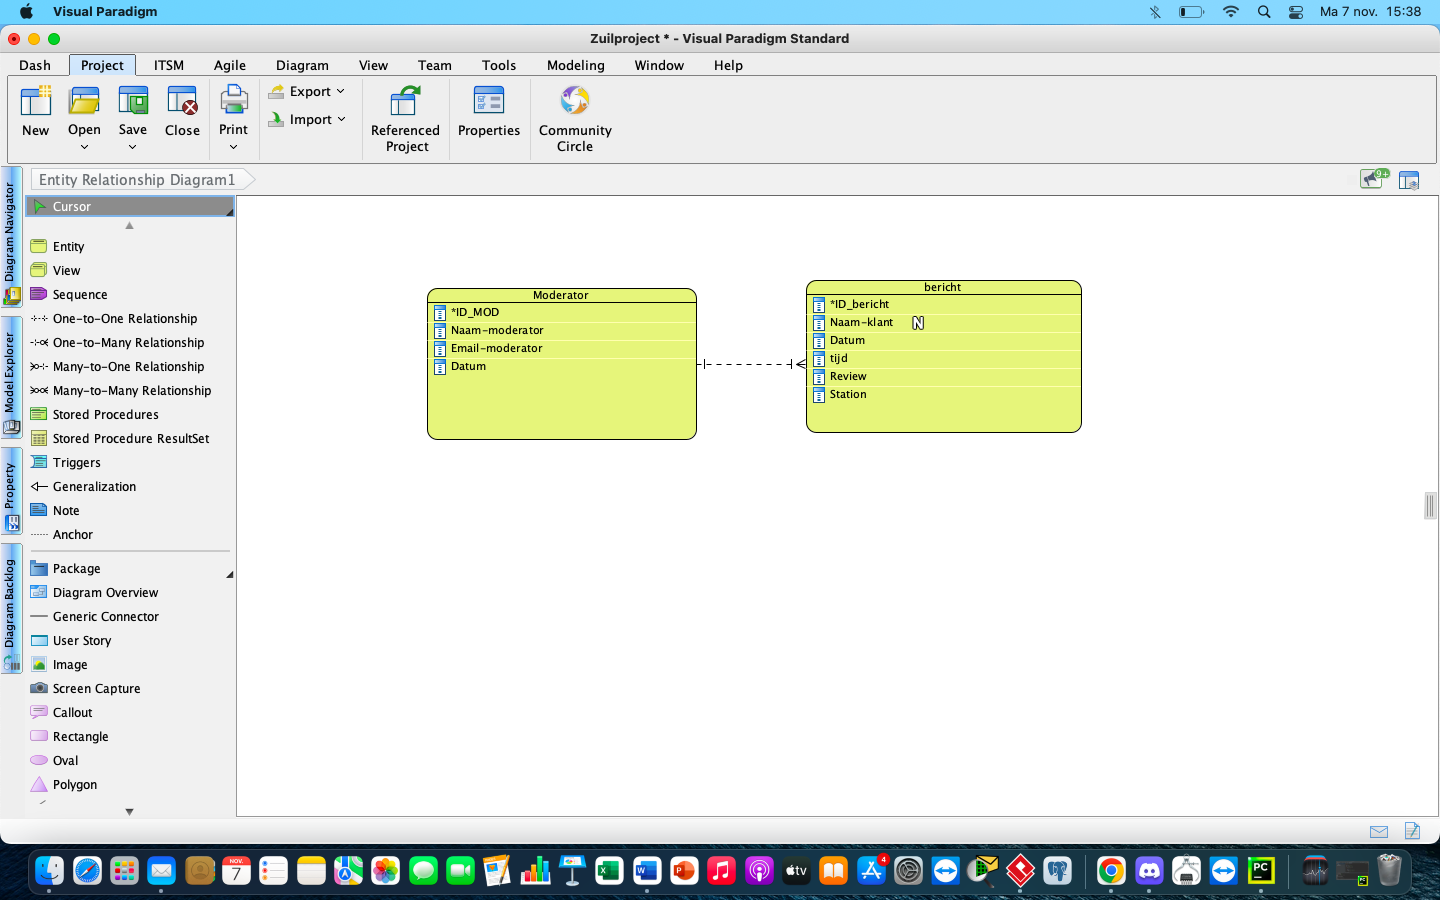 Visual Paradigm
Ma 7 nov. 15:38
Zuilproject * - Visual Paradigm Standard
Dash Project ITSM Agile Diagram View Team Tools Modeling Window Help
New
Open
Save
Close
Print
Export
Import
Referenced
Project
Properties
Community
Circle
Entity Relationship Diagram1
9+
Diagram Navigator
Model Explorer
Property
Diagram Backlog
Cursor
Entity
View
Sequence
One-to-One Relationship
One-to-Many Relationship
Many-to-One Relationship
Many-to-Many Relationship
Stored Procedures
Stored Procedure ResultSet
Triggers
Generalization
Note
Anchor
Package
Diagram Overview
Generic Connector
User Story
Image
Screen Capture
Callout
Rectangle
Oval
Polygon
Moderator
*ID_MOD
Naam-moderator
Email-moderator
Datum
bericht
*ID_bericht
Naam-klant N
Datum
tijd
Review
Station
NOV.
7
X
W
P
tv
4
PC
PC